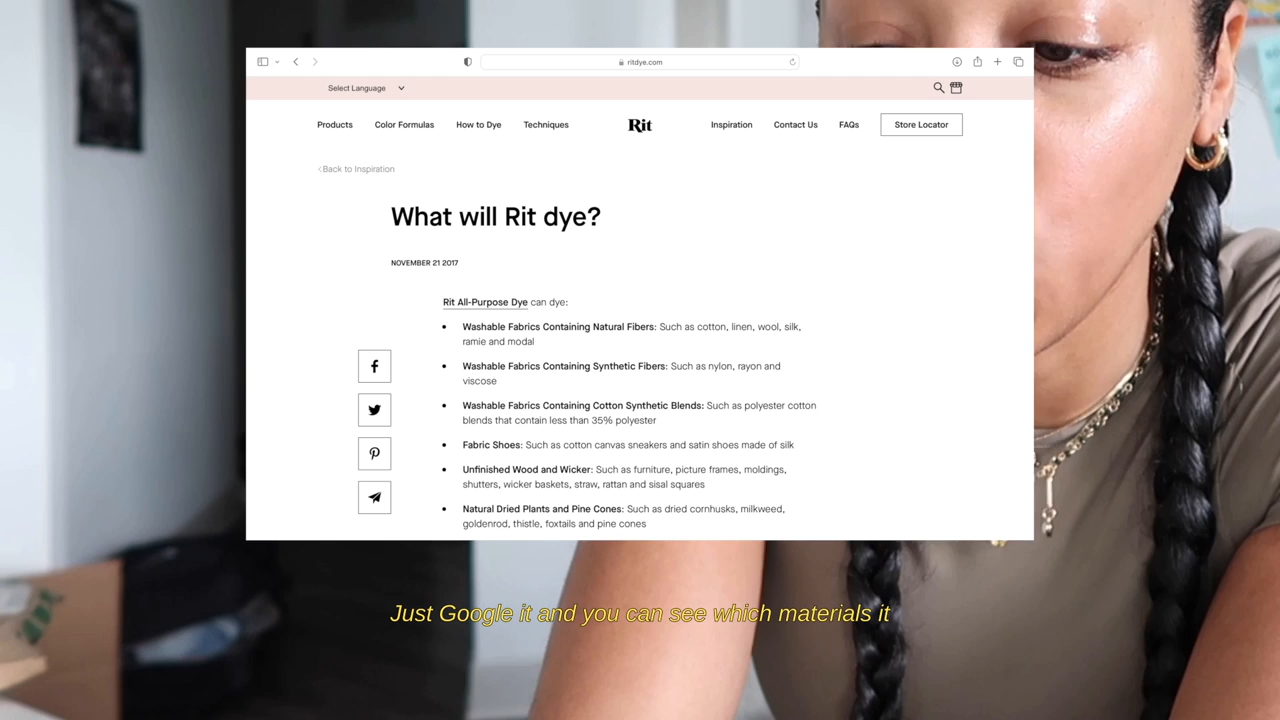 ritdye.com
Select Language
Products Color Formulas How to Dye Techniques Rit Inspiration Contact Us FAQs Store Locator
Back to Inspiration
What will Rit dye?
NOVEMBER 21 2017
Rit All-Purpose Dye can dye:
Washable Fabrics Containing Natural Fibers: Such as cotton, linen, wool, silk,
ramie and modal
Washable Fabrics Containing Synthetic Fibers: Such as nylon, rayon and
viscose
Washable Fabrics Containing Cotton Synthetic Blends: Such as polyester cotton
blends that contain less than 35% polyester
Fabric Shoes: Such as cotton canvas sneakers and satin shoes made of silk
Unfinished Wood and Wicker: Such as furniture, picture frames, moldings,
shutters, wicker baskets, straw, rattan and sisal squares
Natural Dried Plants and Pine Cones: Such as dried cornhusks, milkweed,
goldenrod, thistle, foxtails and pine cones
Just Google it and you can see which materials it